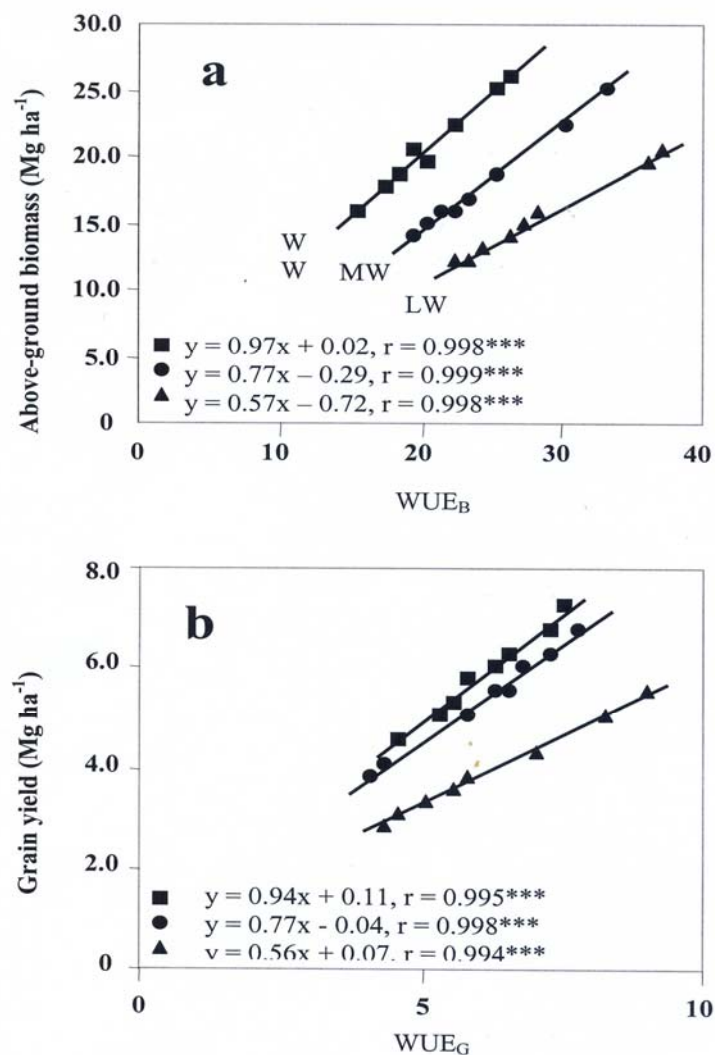 30.0
a
25.0
20.0
15.0
10.0
5.0
0
Above-ground biomass (Mg ha⁻¹)
W
W
MW
LW
■ y = 0.97x + 0.02, r = 0.998***
● y = 0.77x – 0.29, r = 0.999***
▲ y = 0.57x – 0.72, r = 0.998***
0 10 20 30 40
WUE_B
8.0
b
6.0
4.0
2.0
0
Grain yield (Mg ha⁻¹)
■ y = 0.94x + 0.11, r = 0.995***
● y = 0.77x - 0.04, r = 0.998***
▲ y = 0.56x + 0.07, r = 0.994***
0 5 10
WUE_G